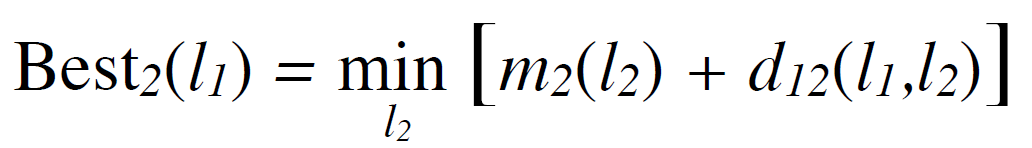 Best2(l1) = min [m2(l2) + d12(l1,l2)]
l2